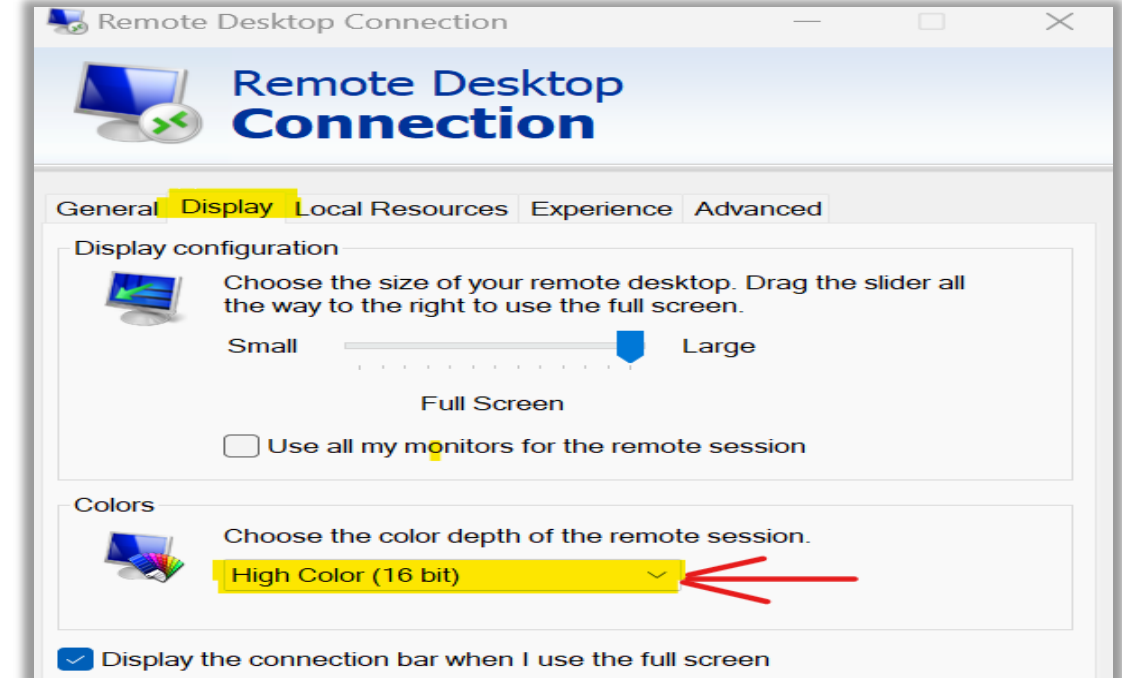 Remote Desktop Connection
Remote Desktop
Connection
General Display Local Resources Experience Advanced
Display configuration
Choose the size of your remote desktop. Drag the slider all
the way to the right to use the full screen.
Small Large
Full Screen
Use all my monitors for the remote session
Colors
Choose the color depth of the remote session.
High Color (16 bit)
Display the connection bar when I use the full screen